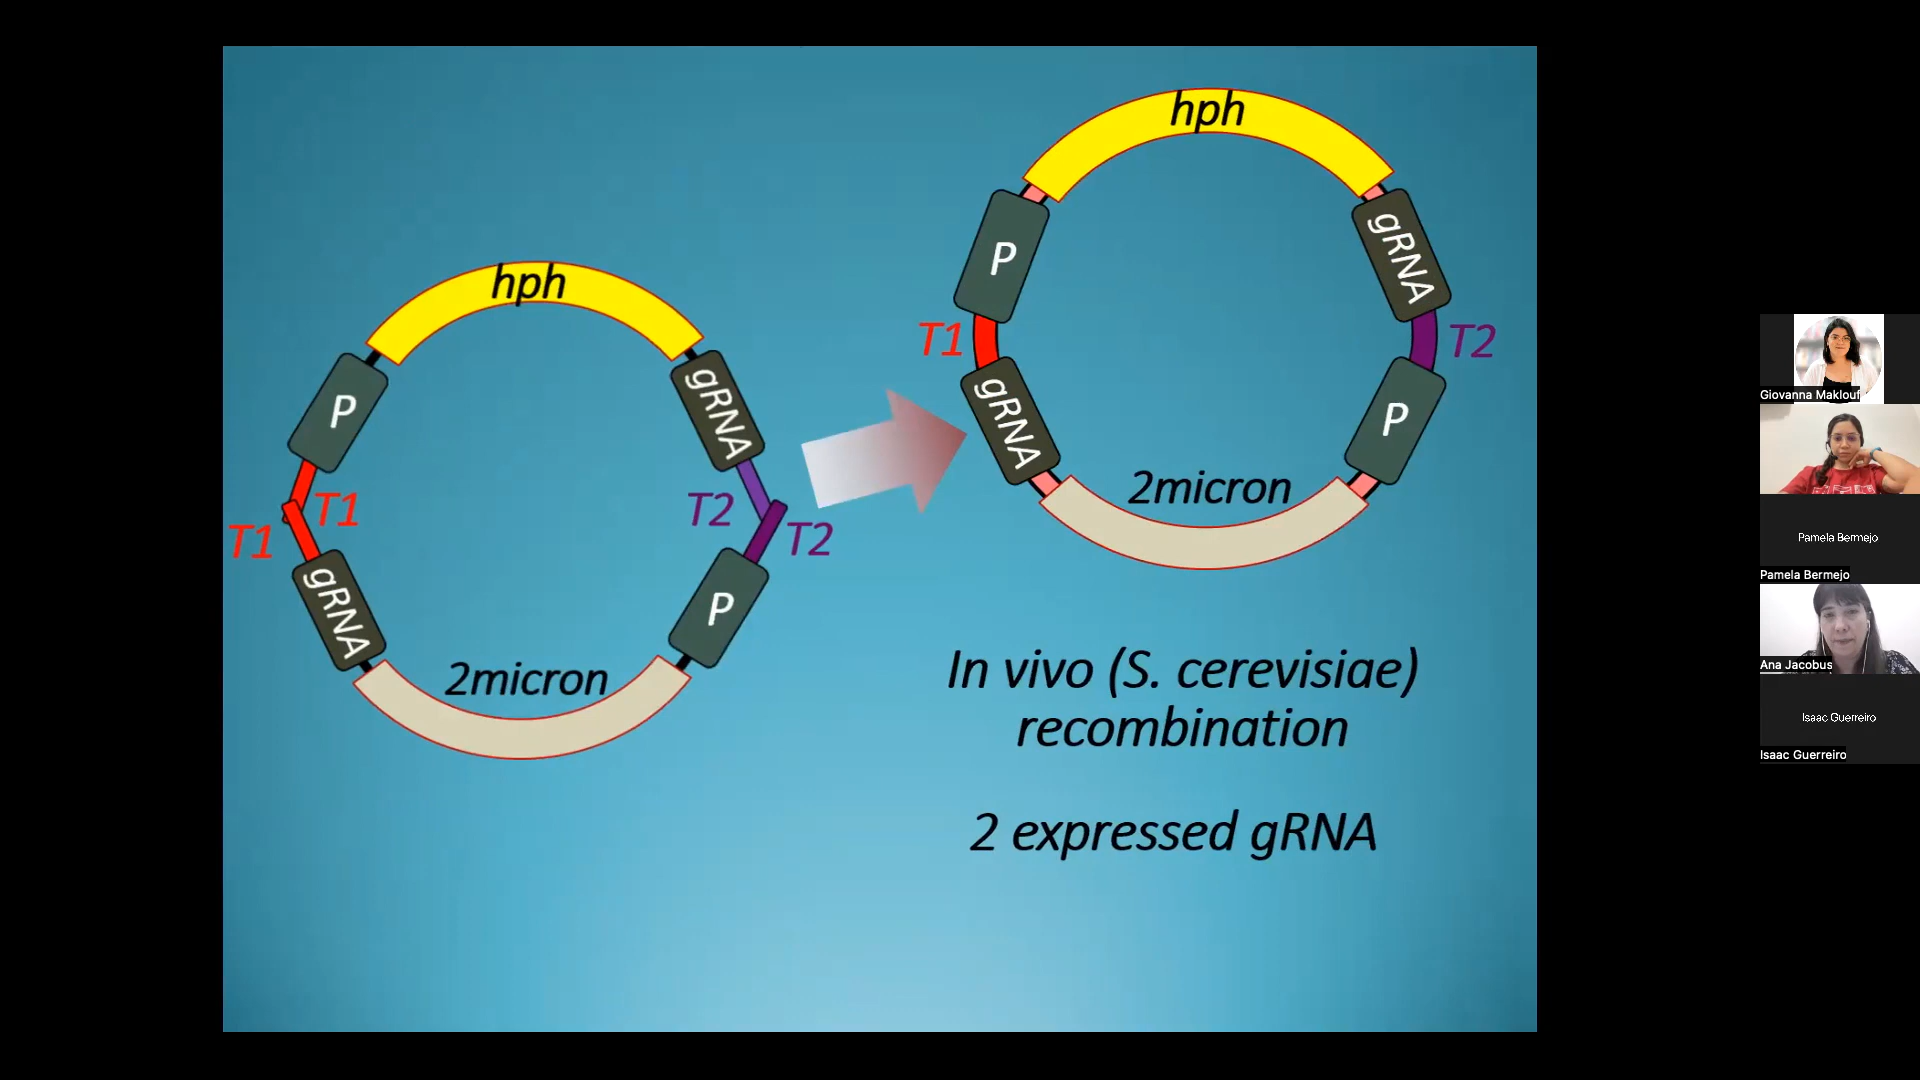 hph
P
gRNA
T1
T1
T2
T2
gRNA
P
2micron
hph
P
gRNA
T1
T2
gRNA
P
2micron
In vivo (S. cerevisiae)
recombination
2 expressed gRNA
Giovanna Maklouf
Pamela Bermejo
Pamela Bermejo
Ana Jacobus
Isaac Guerreiro
Isaac Guerreiro